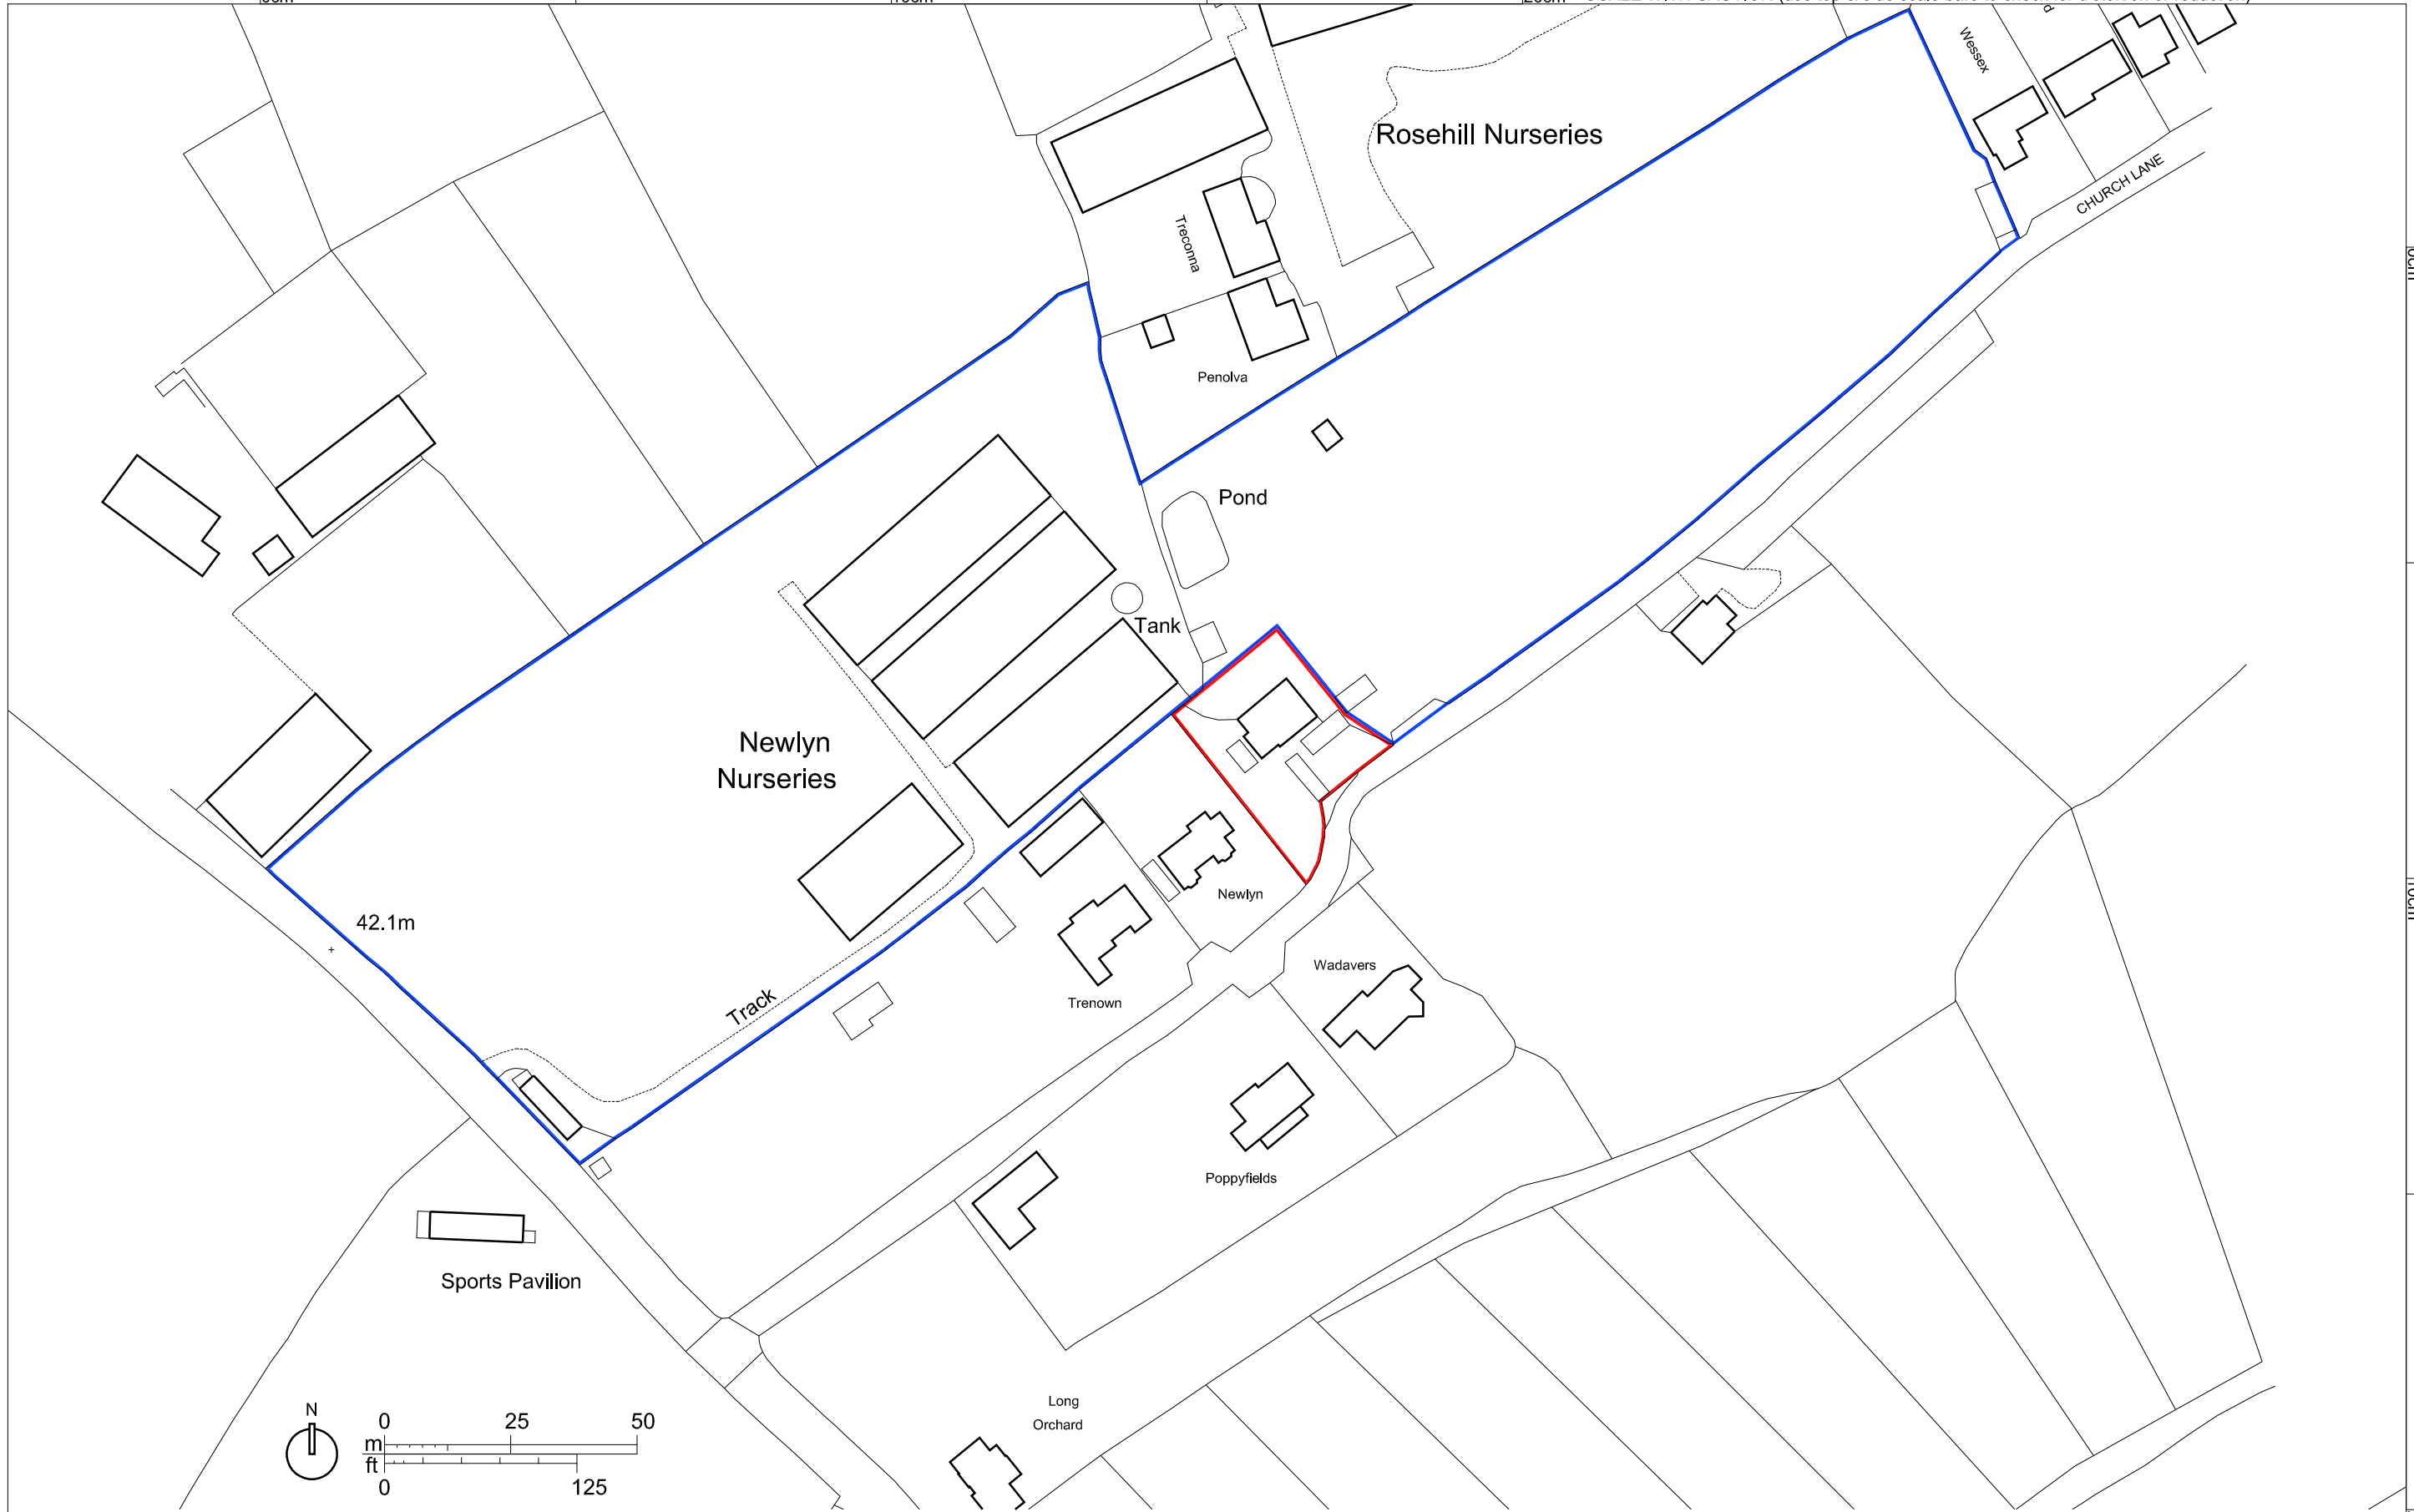 Wessex
Rosehill Nurseries
CHURCH LANE
Treconna
Penolva
Pond
Tank
Newlyn
Nurseries
Newlyn
42.1m
Wadavers
Track
Trenown
Poppyfields
Sports Pavilion
Long
Orchard
N
0 25 50
m
ft
0 125